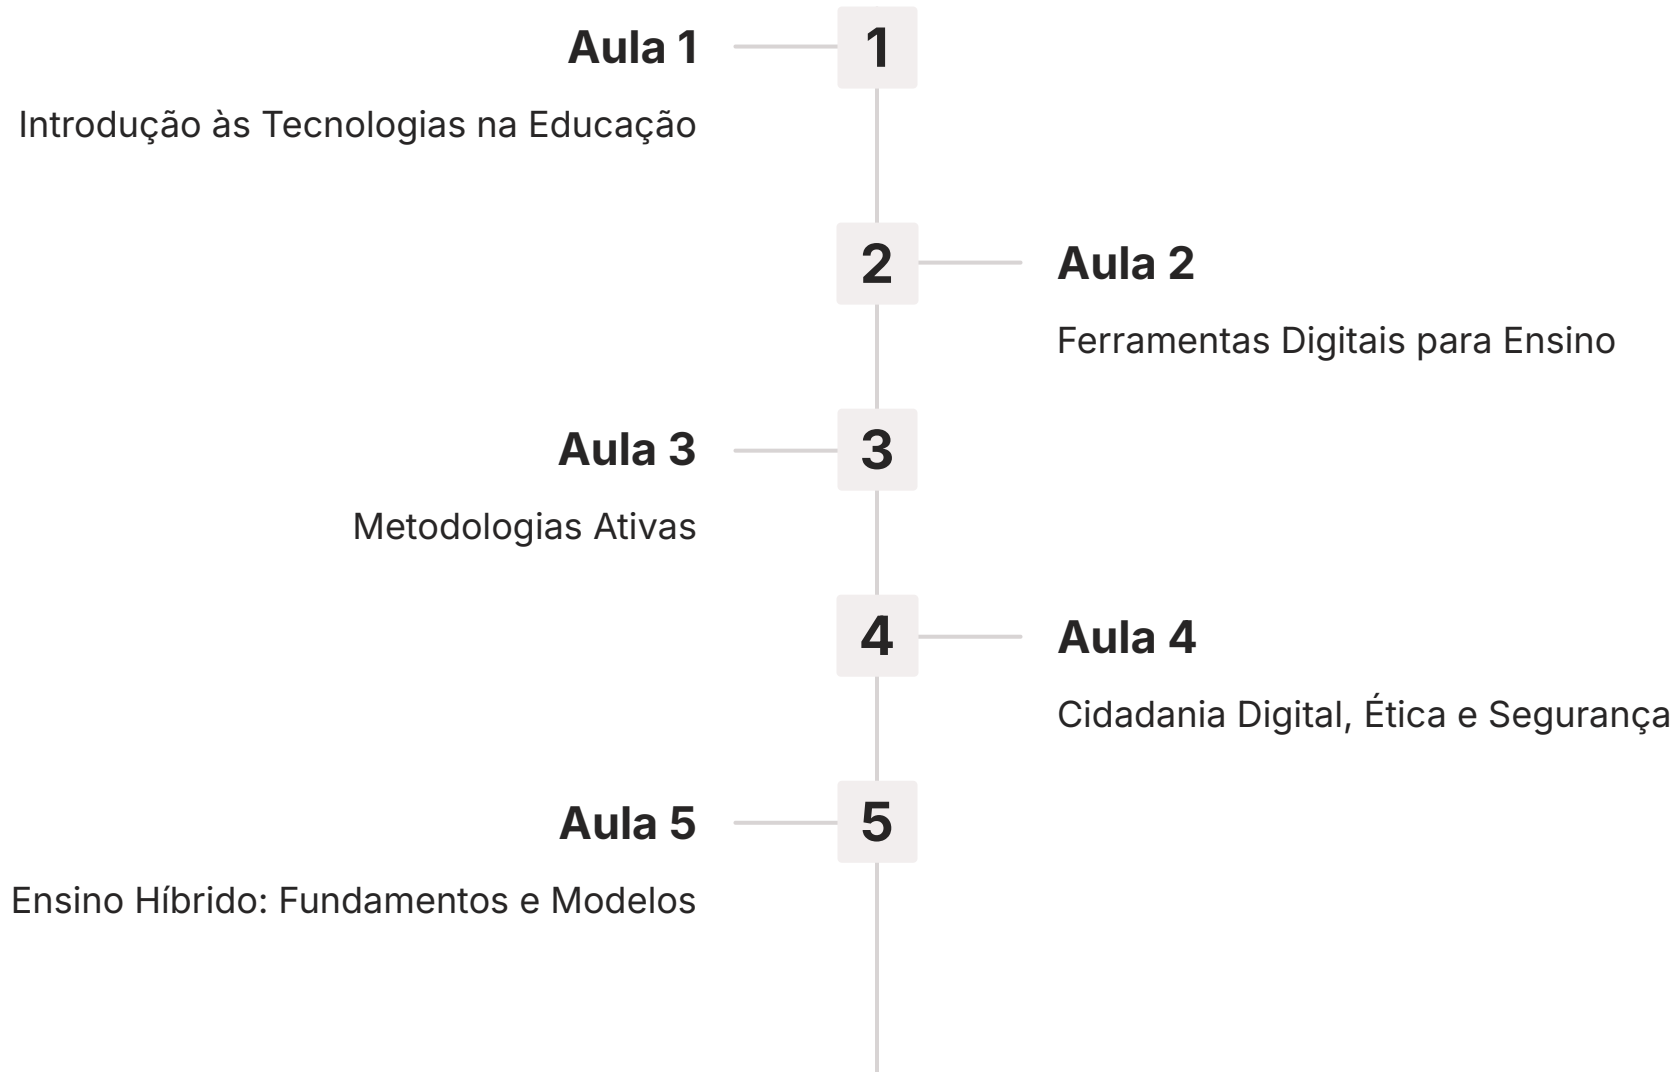 Aula 1
1
Introdução às Tecnologias na Educação
2
Aula 2
Ferramentas Digitais para Ensino
Aula 3
3
Metodologias Ativas
4
Aula 4
Cidadania Digital, Ética e Segurança
Aula 5
5
Ensino Híbrido: Fundamentos e Modelos